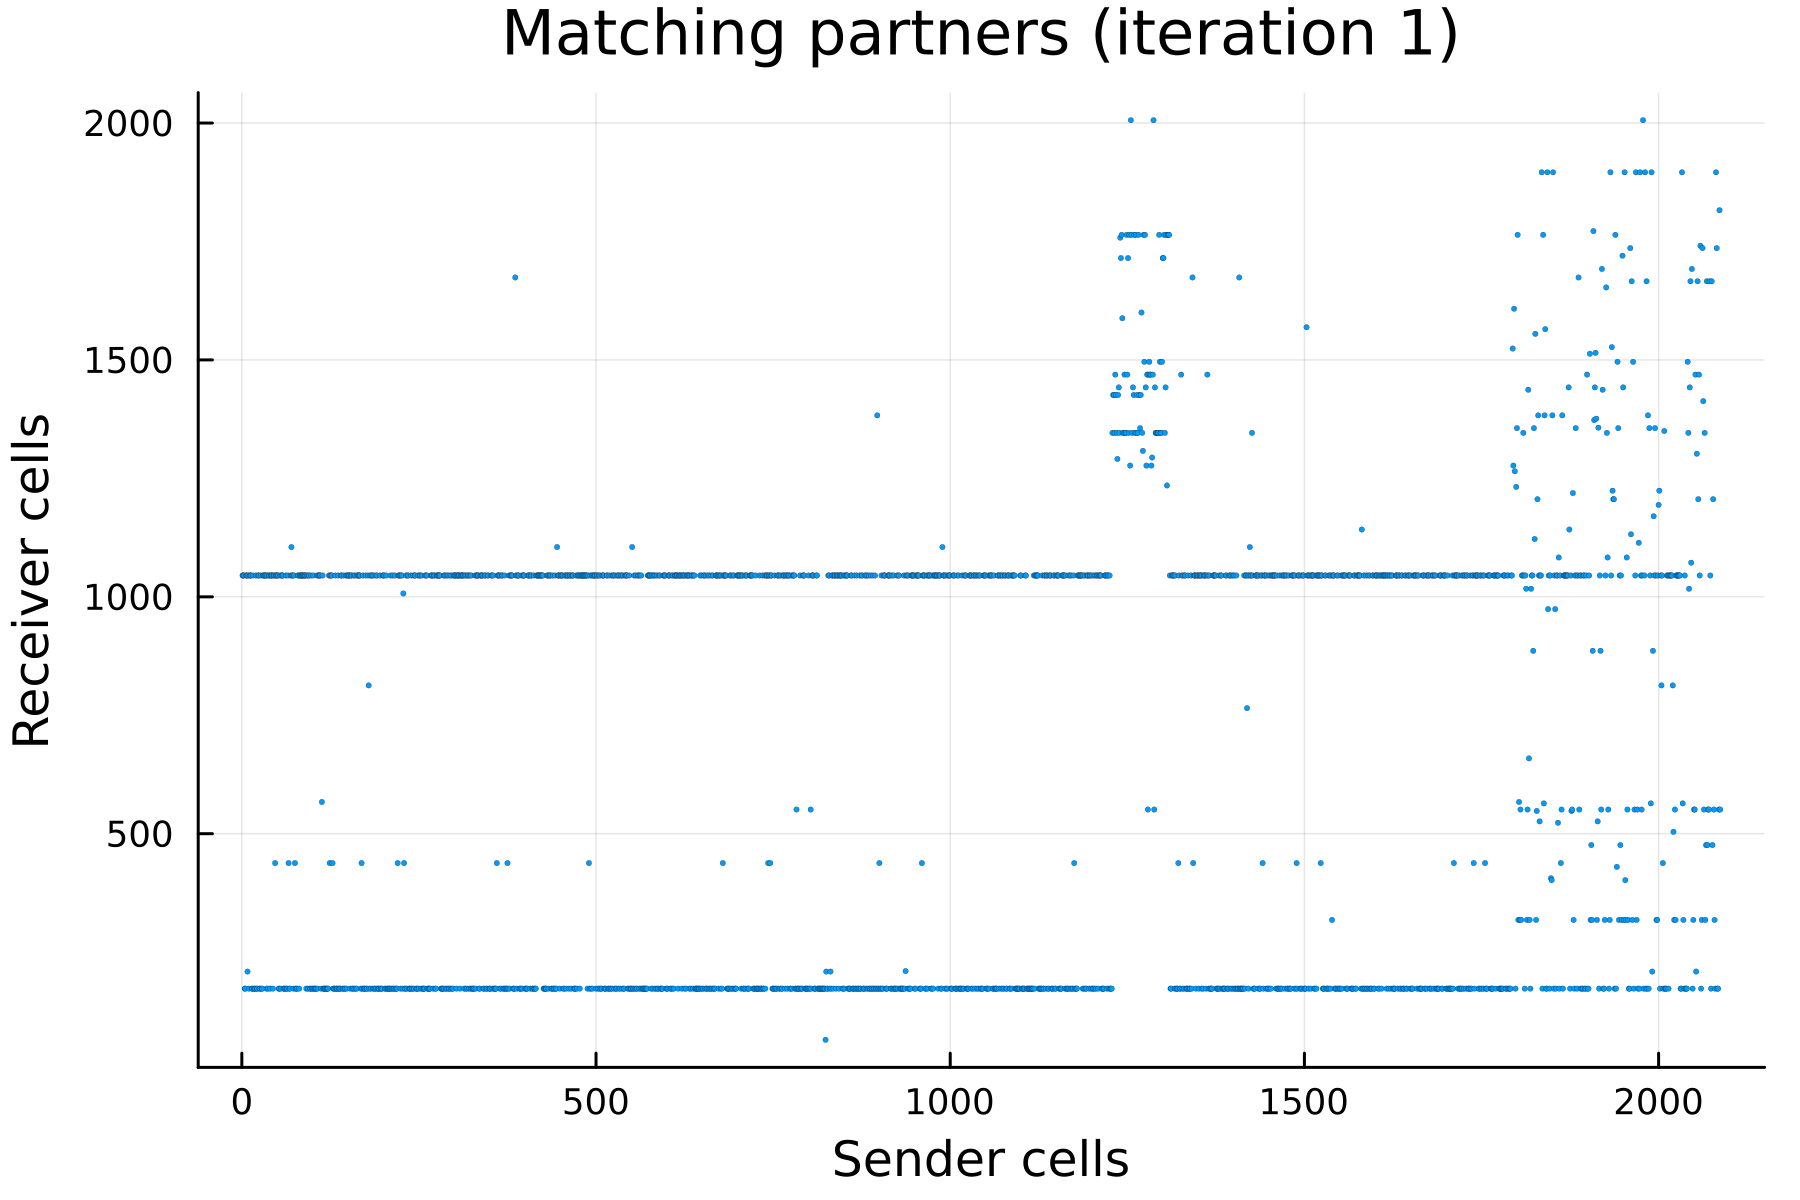 Matching partners (iteration 1)
2000
1500
1000
500
Receiver cells
0 500 1000 1500 2000
Sender cells